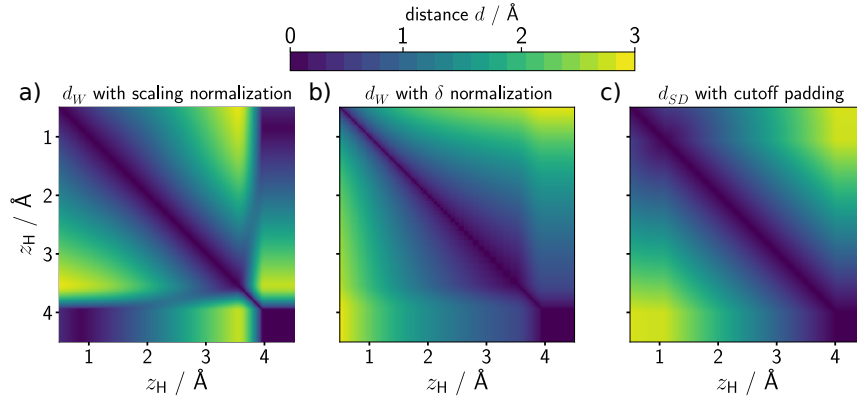 distance d / Å
0 1 2 3
a) d_W with scaling normalization
b) d_W with δ normalization
c) d_SD with cutoff padding
z_H / Å
1
2
3
4
1 2 3 4
1 2 3 4
1 2 3 4
z_H / Å
z_H / Å
z_H / Å